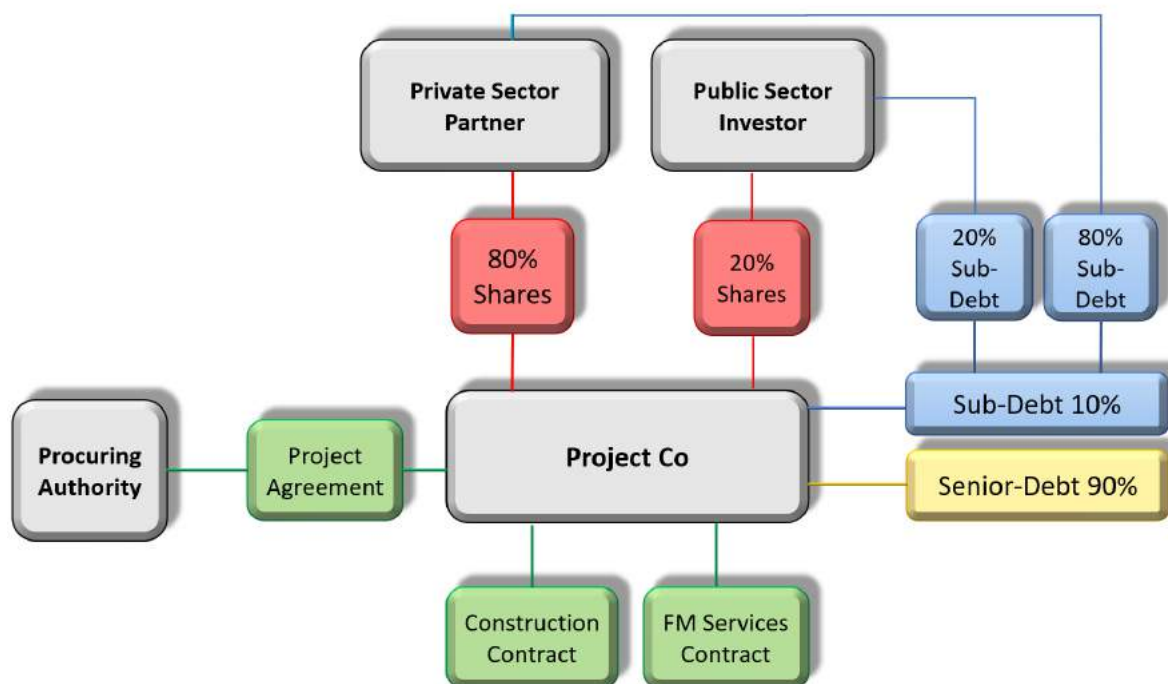 Private Sector
Partner
Public Sector
Investor
80%
Shares
20%
Shares
20%
Sub-
Debt
80%
Sub-
Debt
Sub-Debt 10%
Procuring
Authority
Project
Agreement
Project Co
Senior-Debt 90%
Construction
Contract
FM Services
Contract